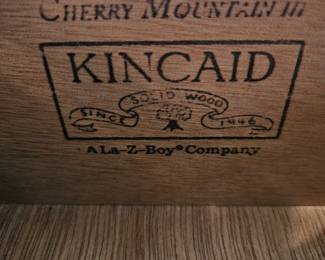 CHERRY MOUNTAIN III
KINCAID
SOLID WOOD
SINCE 1946
A LA-Z-BOY® COMPANY